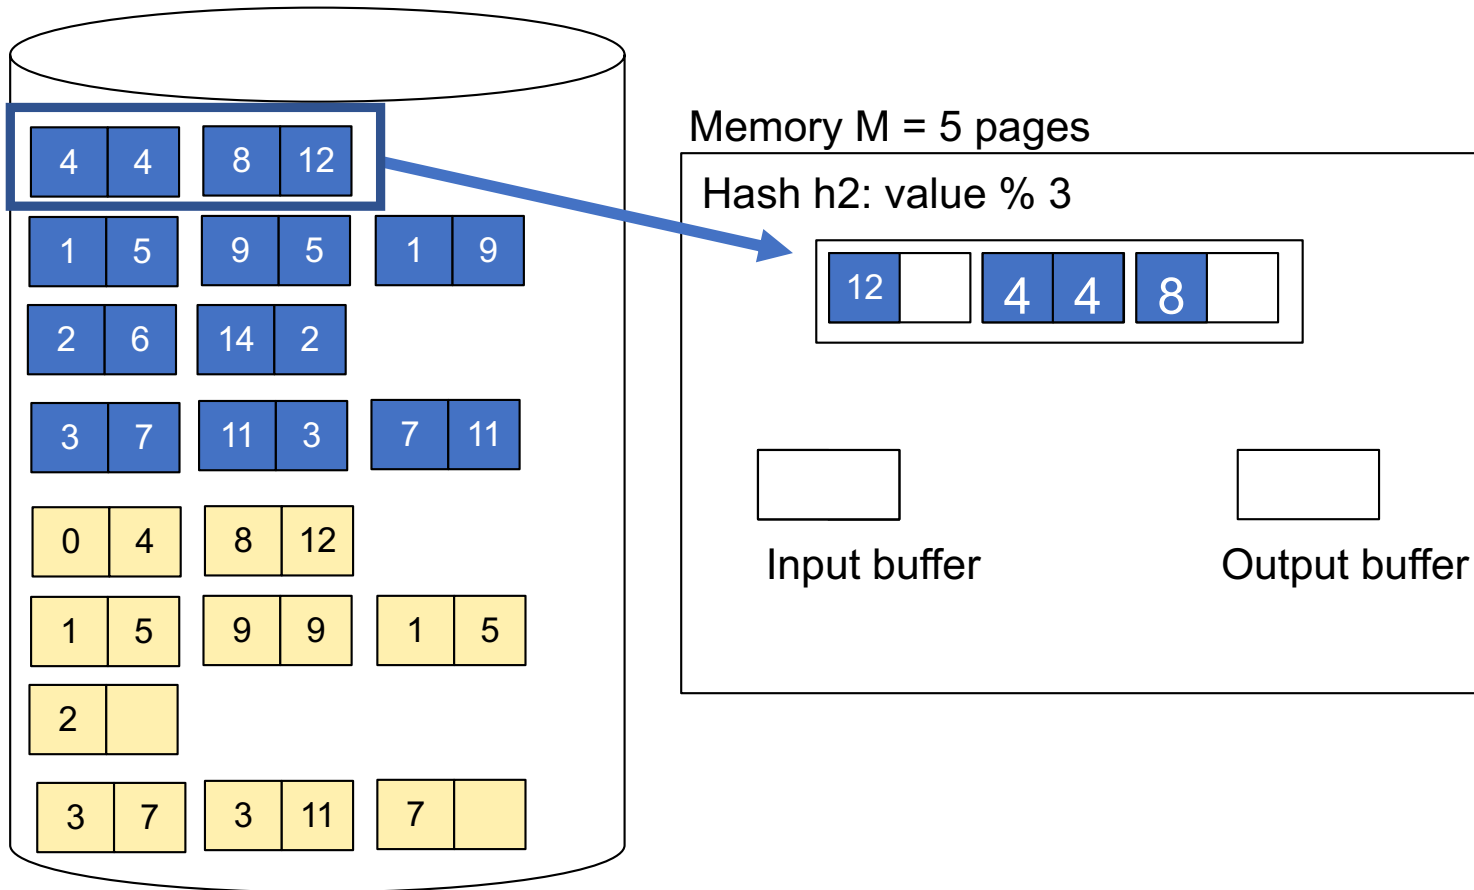 4 4 8 12
1 5 9 5 1 9
2 6 14 2
3 7 11 3 7 11
0 4 8 12
1 5 9 9 1 5
2
3 7 3 11 7
Memory M = 5 pages
Hash h2: value % 3
12 4 4 8
Input buffer
Output buffer